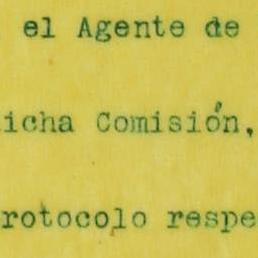 el Agente de
icha Comisión,
rotocolo respe